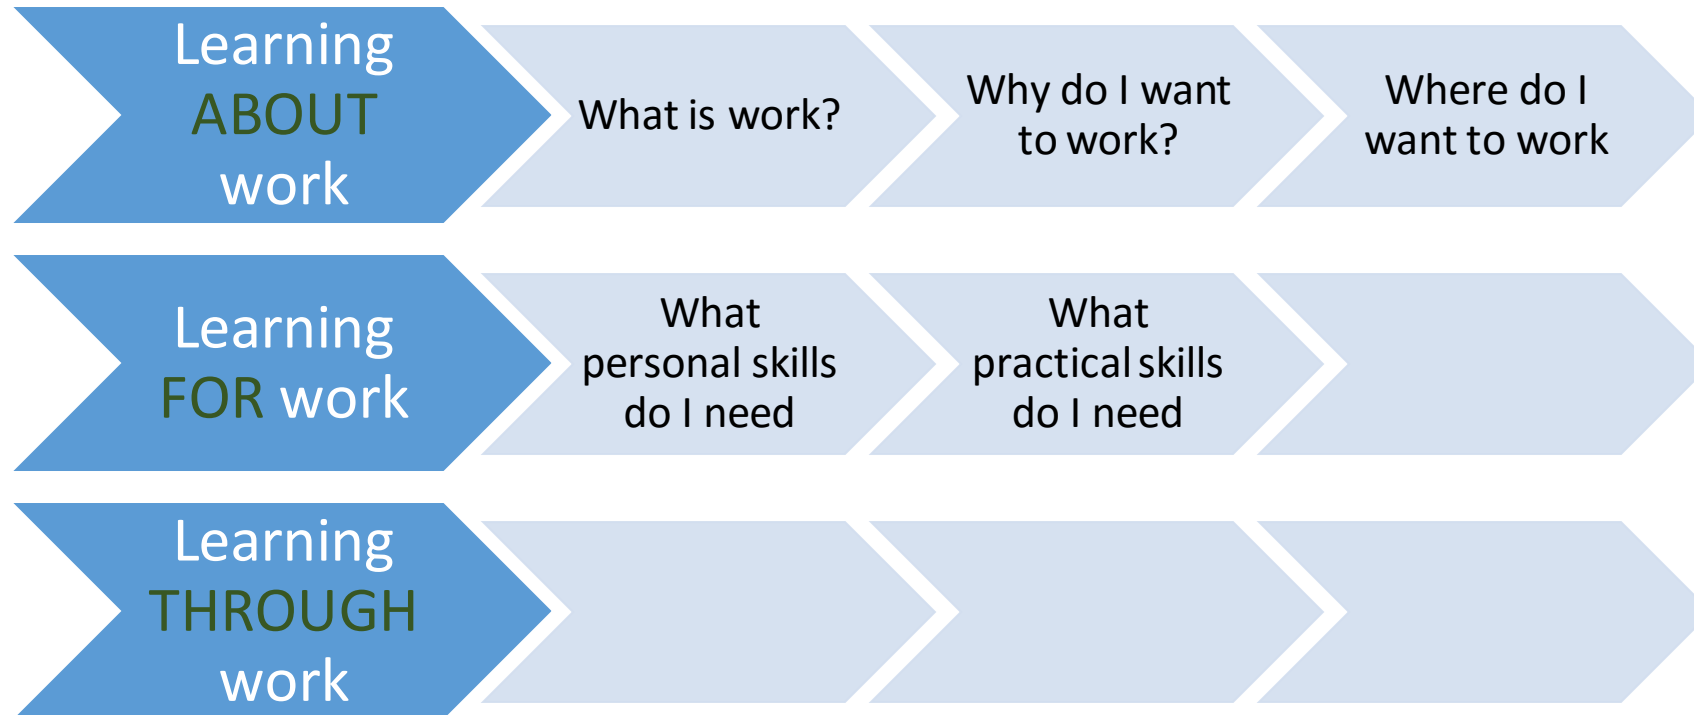 Learning
ABOUT
work
What is work?
Why do I want
to work?
Where do I
want to work
Learning
FOR work
What
personal skills
do I need
What
practical skills
do I need
Learning
THROUGH
work